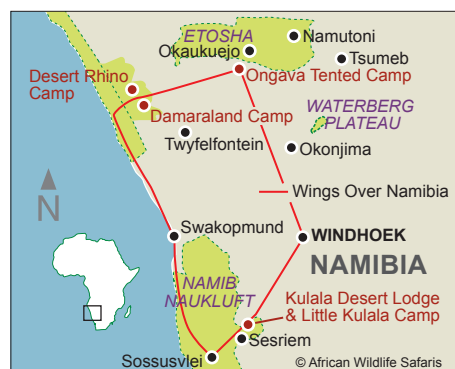 ETOSHA
Namutoni
Okaukuejo
Tsumeb
Desert Rhino
Camp
Ongava Tented Camp
Damaraland Camp
WATERBERG
PLATEAU
Twyfelfontein
Okonjima
Wings Over Namibia
N
Swakopmund
WINDHOEK
NAMIBIA
NAMIB
NAUKLUFT
Kulala Desert Lodge
& Little Kulala Camp
Sesriem
Sossusvlei
© African Wildlife Safaris